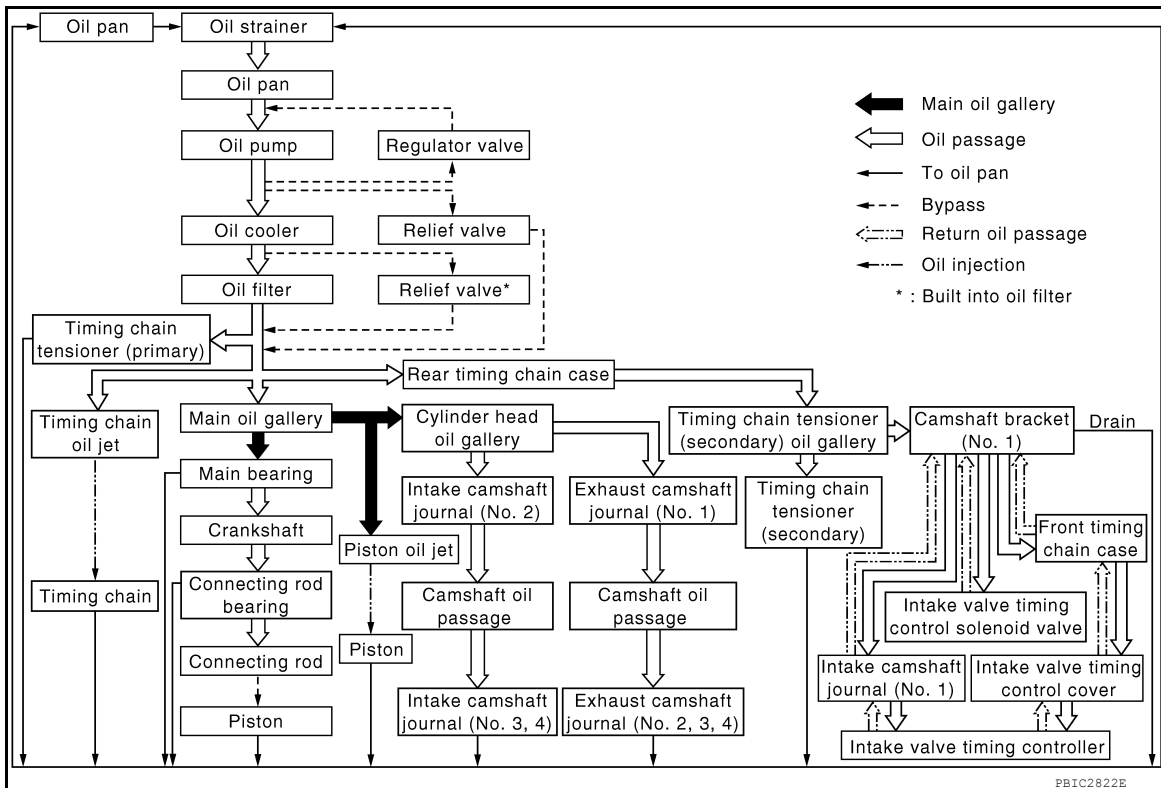 Oil pan
Oil strainer
Oil pan
Oil pump
Regulator valve
Oil cooler
Relief valve
Oil filter
Relief valve*
Main oil gallery
Oil passage
To oil pan
Bypass
Return oil passage
Oil injection
* : Built into oil filter
Timing chain
tensioner (primary)
Rear timing chain case
Timing chain
oil jet
Main oil gallery
Cylinder head
oil gallery
Timing chain tensioner
(secondary) oil gallery
Camshaft bracket
(No. 1)
Drain
Main bearing
Intake camshaft
journal (No. 2)
Exhaust camshaft
journal (No. 1)
Timing chain
tensioner
(secondary)
Crankshaft
Piston oil jet
Front timing
chain case
Timing chain
Connecting rod
bearing
Camshaft oil
passage
Camshaft oil
passage
Intake valve timing
control solenoid valve
Connecting rod
Piston
Intake camshaft
journal (No. 1)
Intake valve timing
control cover
Piston
Intake camshaft
journal (No. 3, 4)
Exhaust camshaft
journal (No. 2, 3, 4)
Intake valve timing controller
PBIC2822E